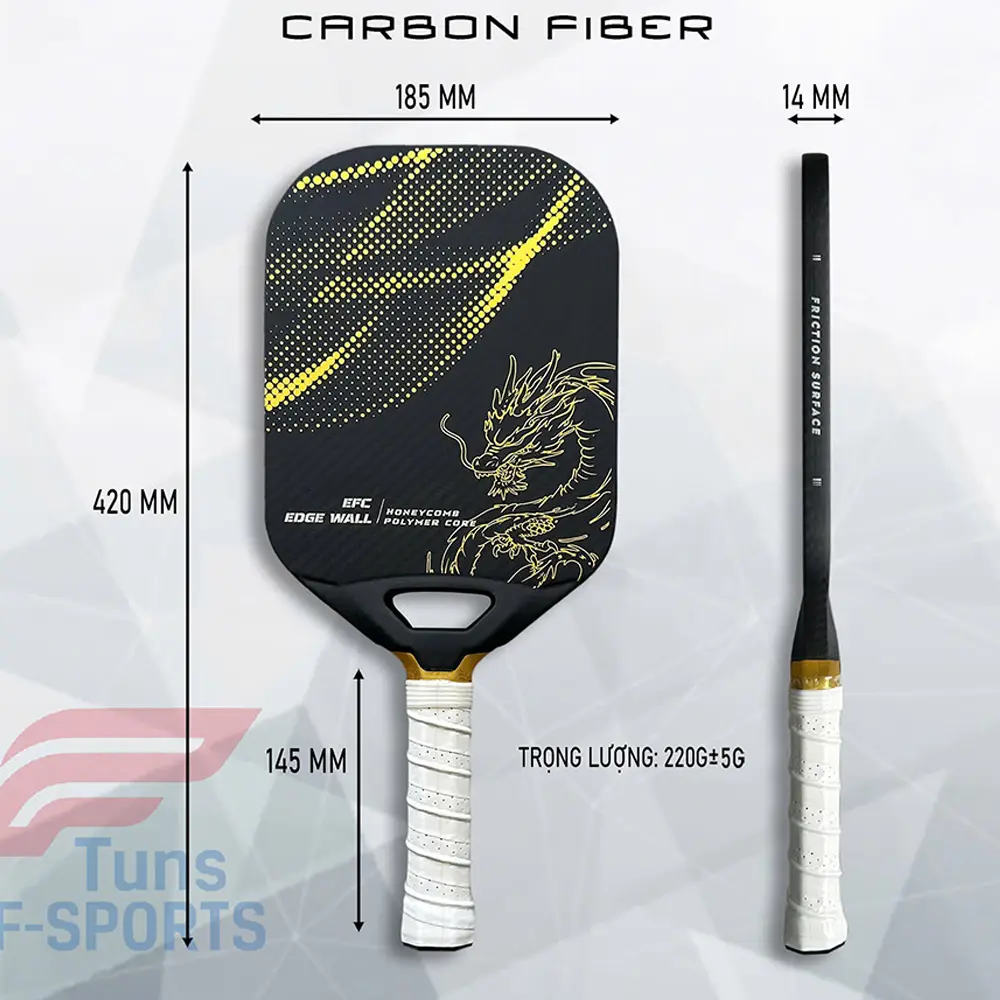 CARBON FIBER
185 MM
14 MM
420 MM
EFC
EDGE WALL
HONEYCOMB
POLYMER CORE
FRICTION SURFACE
145 MM
TRỌNG LƯỢNG: 220G±5G
Tuns
F-SPORTS